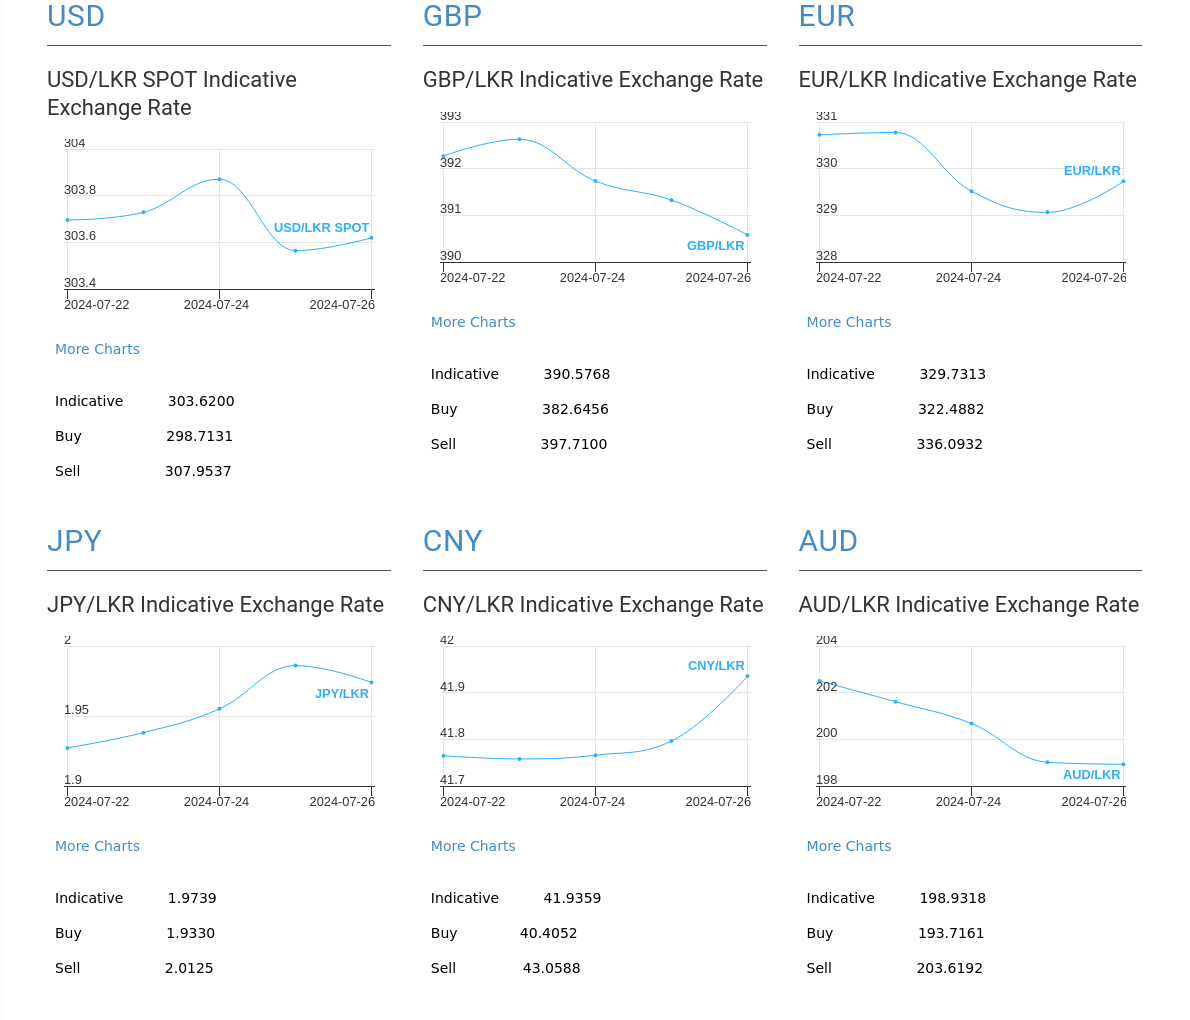 USD
USD/LKR SPOT Indicative
Exchange Rate
304
303.8
303.6
303.4
USD/LKR SPOT
2024-07-22 2024-07-24 2024-07-26
More Charts
Indicative 303.6200
Buy 298.7131
Sell 307.9537
GBP
GBP/LKR Indicative Exchange Rate
393
392
391
390
GBP/LKR
2024-07-22 2024-07-24 2024-07-26
More Charts
Indicative 390.5768
Buy 382.6456
Sell 397.7100
EUR
EUR/LKR Indicative Exchange Rate
331
330
329
328
EUR/LKR
2024-07-22 2024-07-24 2024-07-26
More Charts
Indicative 329.7313
Buy 322.4882
Sell 336.0932
JPY
JPY/LKR Indicative Exchange Rate
2
1.95
1.9
JPY/LKR
2024-07-22 2024-07-24 2024-07-26
More Charts
Indicative 1.9739
Buy 1.9330
Sell 2.0125
CNY
CNY/LKR Indicative Exchange Rate
42
41.9
41.8
41.7
CNY/LKR
2024-07-22 2024-07-24 2024-07-26
More Charts
Indicative 41.9359
Buy 40.4052
Sell 43.0588
AUD
AUD/LKR Indicative Exchange Rate
204
202
200
198
AUD/LKR
2024-07-22 2024-07-24 2024-07-26
More Charts
Indicative 198.9318
Buy 193.7161
Sell 203.6192